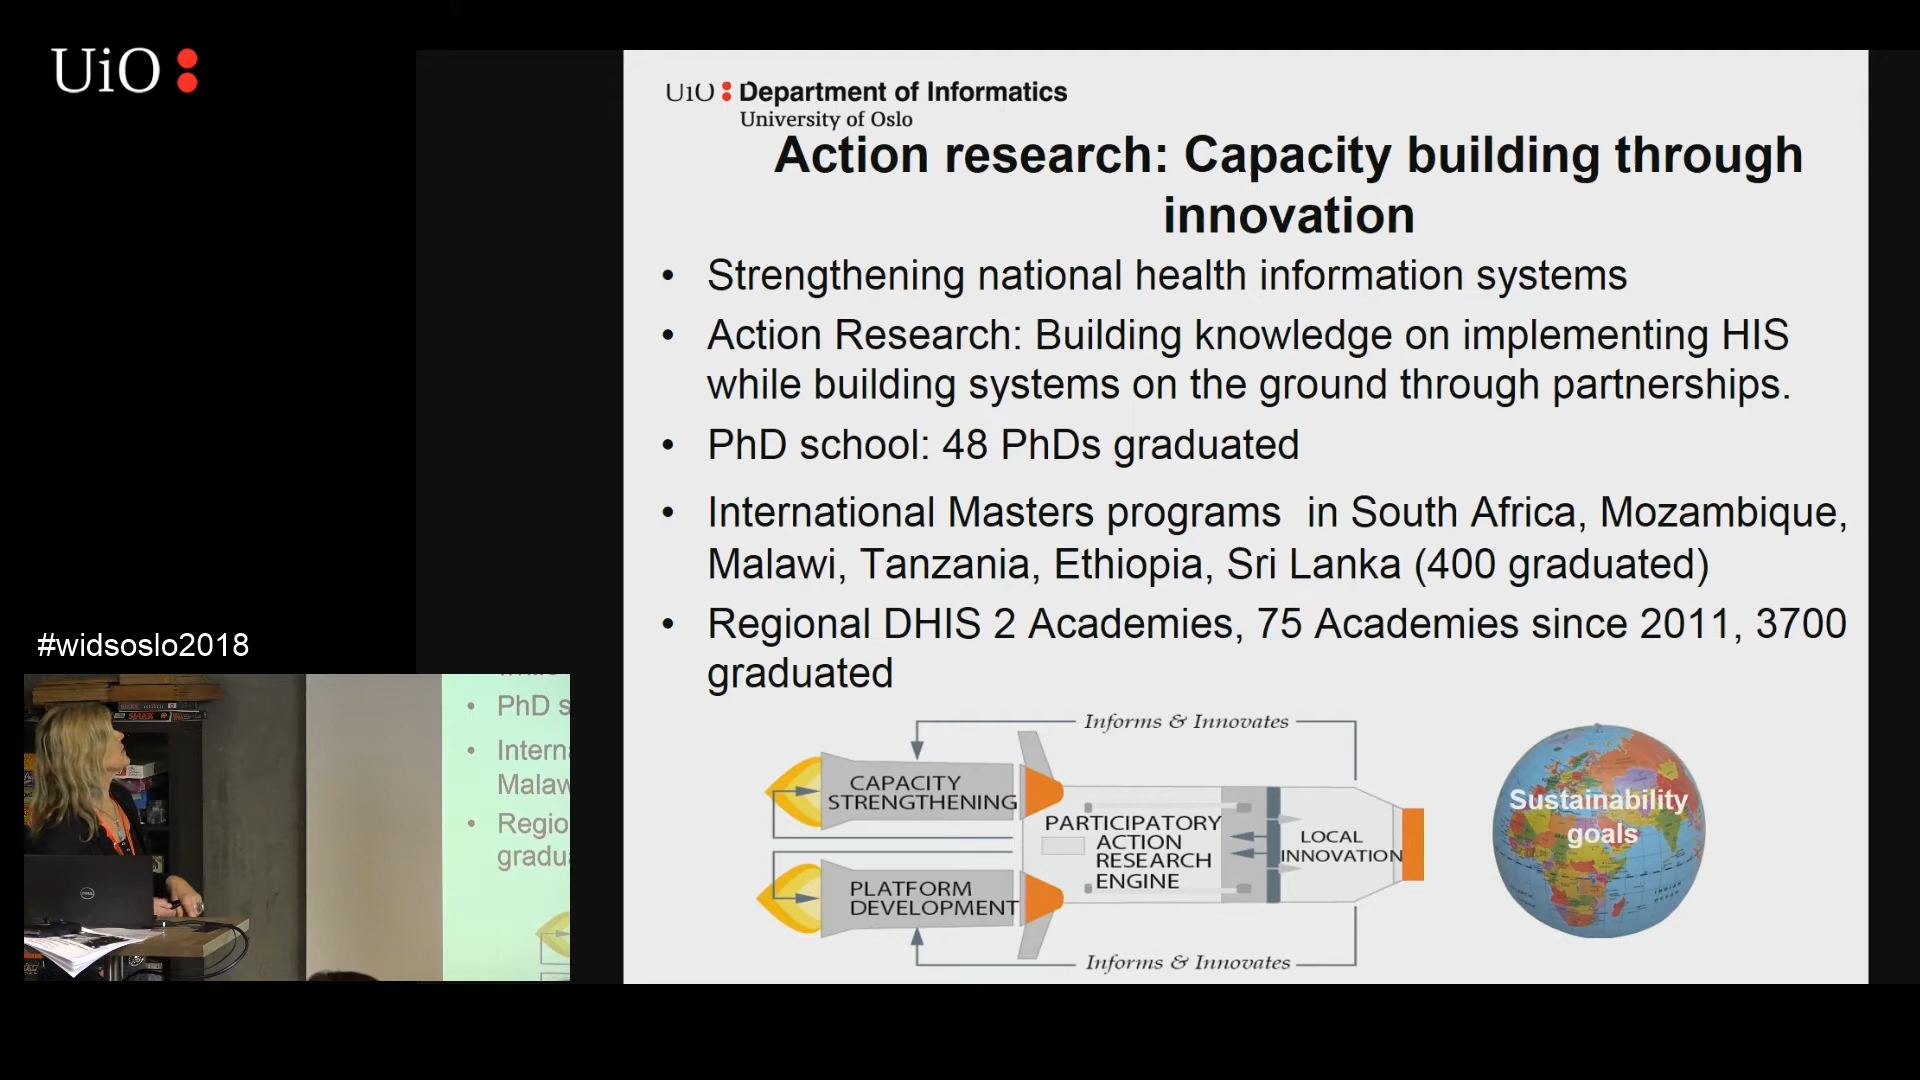 UiO
UiO Department of Informatics
University of Oslo
Action research: Capacity building through
innovation
• Strengthening national health information systems
• Action Research: Building knowledge on implementing HIS
while building systems on the ground through partnerships.
• PhD school: 48 PhDs graduated
• International Masters programs in South Africa, Mozambique,
Malawi, Tanzania, Ethiopia, Sri Lanka (400 graduated)
• Regional DHIS 2 Academies, 75 Academies since 2011, 3700
graduated
Informs & Innovates
CAPACITY
STRENGTHENING
PARTICIPATORY
ACTION
RESEARCH
ENGINE
LOCAL
INNOVATION
PLATFORM
DEVELOPMENT
Informs & Innovates
Sustainability
goals
#widsoslo2018
• PhD s
• Intern
Malaw
• Regio
gradu